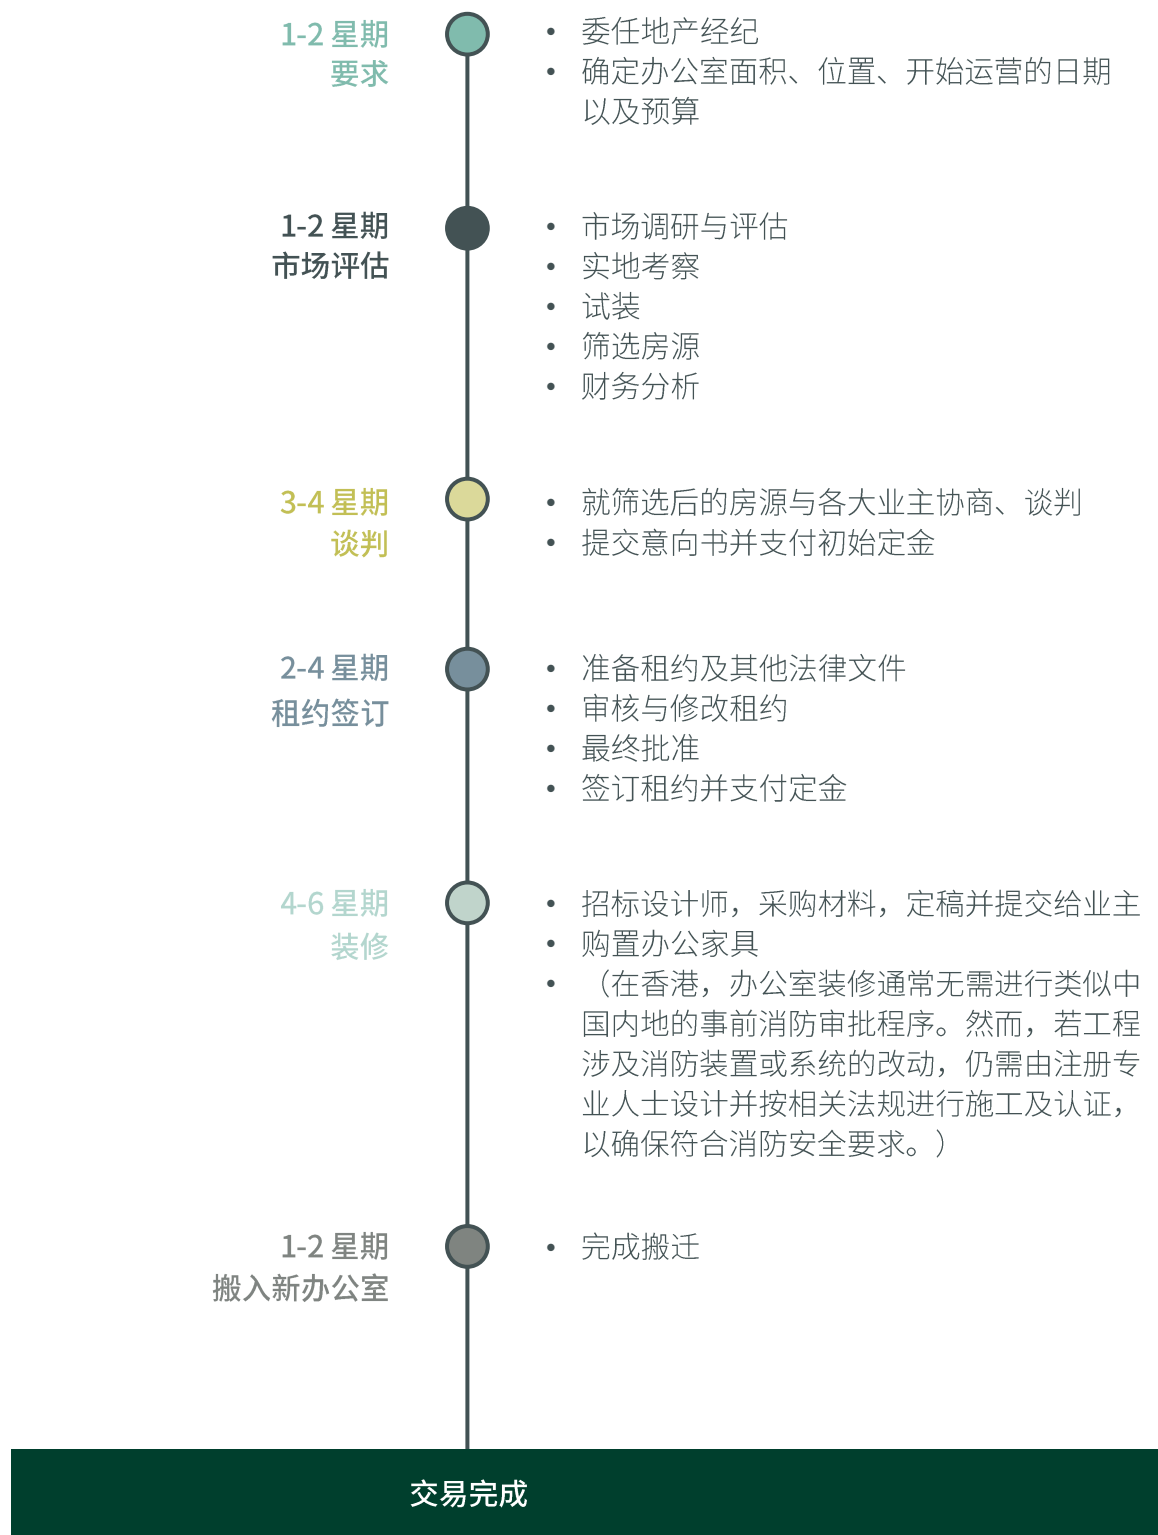 1-2 星期
要求
• 委任地产经纪
• 确定办公室面积、位置、开始运营的日期
以及预算
1-2 星期
市场评估
• 市场调研与评估
• 实地考察
• 试装
• 筛选房源
• 财务分析
3-4 星期
谈判
• 就筛选后的房源与各大业主协商、谈判
• 提交意向书并支付初始定金
2-4 星期
租约签订
• 准备租约及其他法律文件
• 审核与修改租约
• 最终批准
• 签订租约并支付定金
4-6 星期
装修
• 招标设计师，采购材料，定稿并提交给业主
• 购置办公家具
• （在香港，办公室装修通常无需进行类似中
国内地的事前消防审批程序。然而，若工程
涉及消防装置或系统的改动，仍需由注册专
业人士设计并按相关法规进行施工及认证，
以确保符合消防安全要求。）
1-2 星期
搬入新办公室
• 完成搬迁
交易完成